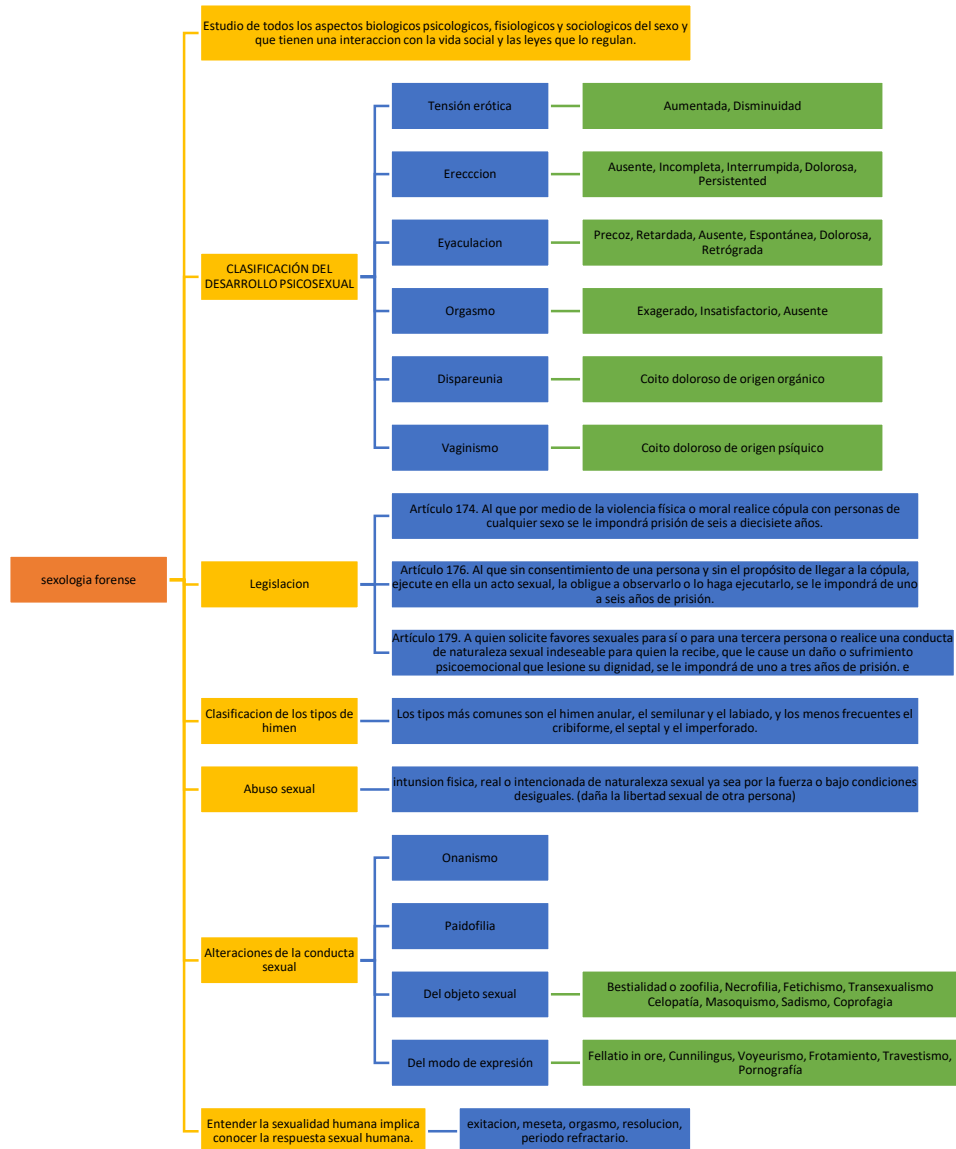 Estudio de todos los aspectos biologicos psicologicos, fisiologicos y sociologicos del sexo y
que tienen una interaccion con la vida social y las leyes que lo regulan.
Tensión erótica
Aumentada, Disminuidad
Erecccion
Ausente, Incompleta, Interrumpida, Dolorosa,
Persistented
Eyaculacion
Precoz, Retardada, Ausente, Espontánea, Dolorosa,
Retrógrada
CLASIFICACIÓN DEL
DESARROLLO PSICOSEXUAL
Orgasmo
Exagerado, Insatisfactorio, Ausente
Dispareunia
Coito doloroso de origen orgánico
Vaginismo
Coito doloroso de origen psíquico
sexologia forense
Legislacion
Artículo 174. Al que por medio de la violencia física o moral realice cópula con personas de
cualquier sexo se le impondrá prisión de seis a diecisiete años.
Artículo 176. Al que sin consentimiento de una persona y sin el propósito de llegar a la cópula,
ejecute en ella un acto sexual, la obligue a observarlo o lo haga ejecutarlo, se le impondrá de uno
a seis años de prisión.
Artículo 179. A quien solicite favores sexuales para sí o para una tercera persona o realice una conducta
de naturaleza sexual indeseable para quien la recibe, que le cause un daño o sufrimiento
psicoemocional que lesione su dignidad, se le impondrá de uno a tres años de prisión. e
Clasificacion de los tipos de
himen
Los tipos más comunes son el himen anular, el semilunar y el labiado, y los menos frecuentes el
cribiforme, el septal y el imperforado.
Abuso sexual
intunsion fisica, real o intencionada de naturalexza sexual ya sea por la fuerza o bajo condiciones
desiguales. (daña la libertad sexual de otra persona)
Alteraciones de la conducta
sexual
Onanismo
Paidofilia
Del objeto sexual
Bestialidad o zoofilia, Necrofilia, Fetichismo, Transexualismo
Celopatía, Masoquismo, Sadismo, Coprofagia
Del modo de expresión
Fellatio in ore, Cunnilingus, Voyeurismo, Frotamiento, Travestismo,
Pornografía
Entender la sexualidad humana implica
conocer la respuesta sexual humana.
exitacion, meseta, orgasmo, resolucion,
periodo refractario.